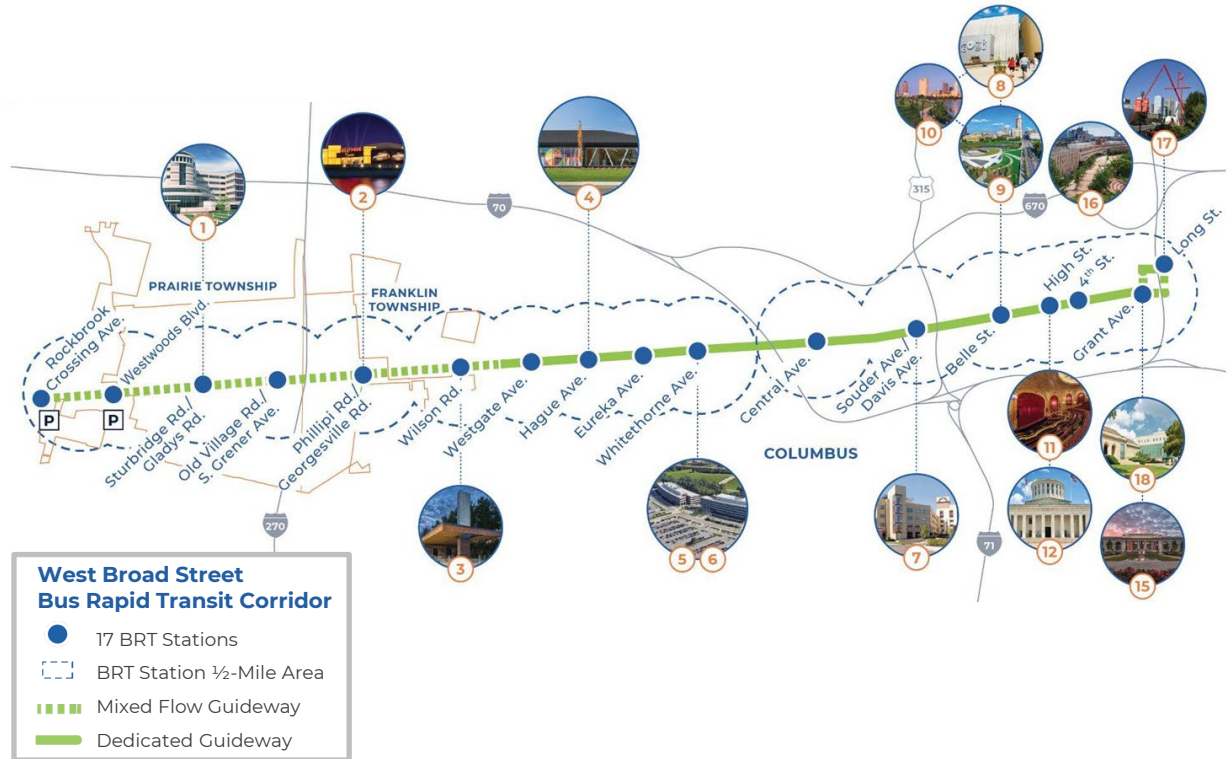 8
10
9
16
17
1
2
4
70
315
670
PRAIRIE TOWNSHIP
FRANKLIN
TOWNSHIP
Rockbrook
Crossing Ave.
Westwoods Blvd.
Sturbridge Rd./
Gladys Rd.
Old Village Rd./
S. Grener Ave.
Phillipi Rd./
Georgesville Rd.
Wilson Rd.
Westgate Ave.
Hague Ave.
Eureka Ave.
Whitethorne Ave.
Central Ave.
Souder Ave./
Davis Ave.
Belle St.
High St.
4th St.
Grant Ave.
Long St.
P
P
COLUMBUS
270
71
3
5
6
7
11
12
18
15
West Broad Street
Bus Rapid Transit Corridor
17 BRT Stations
BRT Station ½-Mile Area
Mixed Flow Guideway
Dedicated Guideway